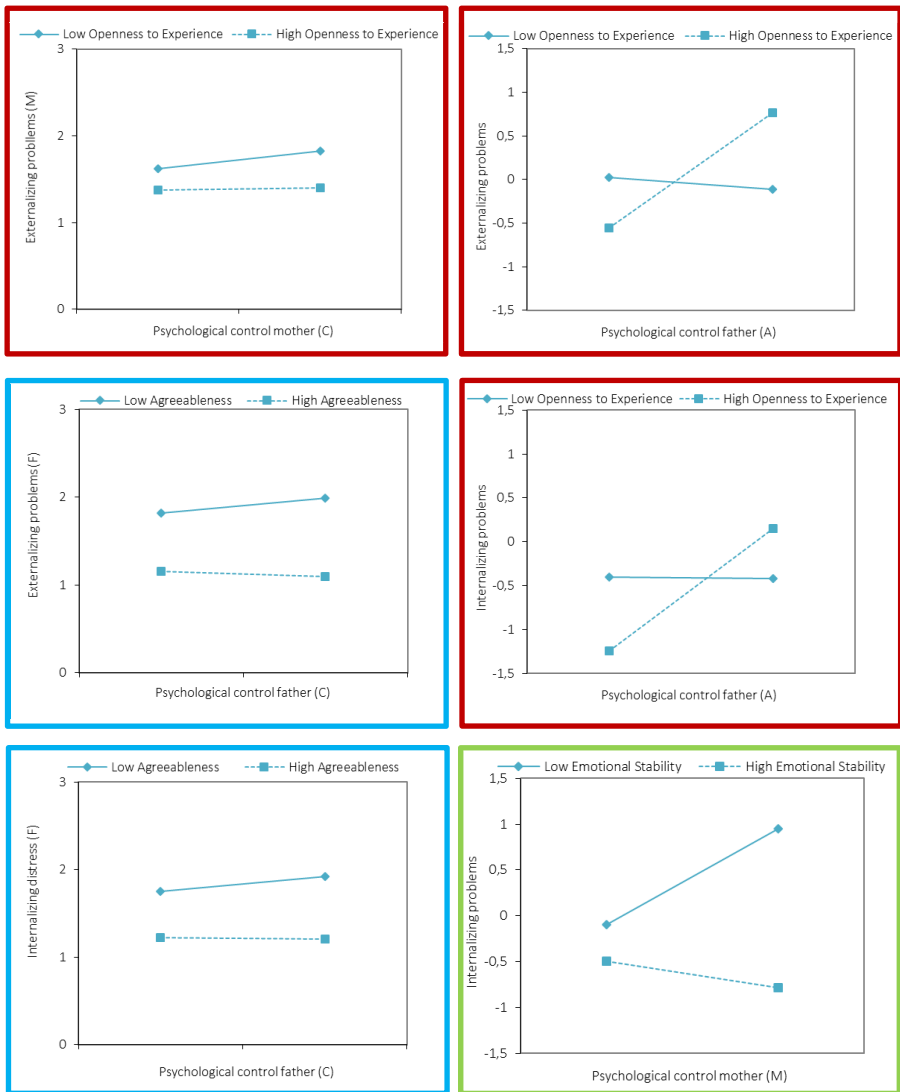 Low Openness to Experience High Openness to Experience
3
2
1
0
Externalizing probllems (M)
Psychological control mother (C)
Low Openness to Experience High Openness to Experience
1,5
1
0,5
0
-0,5
-1
-1,5
Externalizing problems
Psychological control father (A)
Low Agreeableness High Agreeableness
3
2
1
0
Externalizing problems (F)
Psychological control father (C)
Low Openness to Experience High Openness to Experience
1,5
1
0,5
0
-0,5
-1
-1,5
Internalizing problems
Psychological control father (A)
Low Agreeableness High Agreeableness
3
2
1
0
Internalizing distress (F)
Psychological control father (C)
Low Emotional Stability High Emotional Stability
1,5
1
0,5
0
-0,5
-1
-1,5
Internalizing problems
Psychological control mother (M)